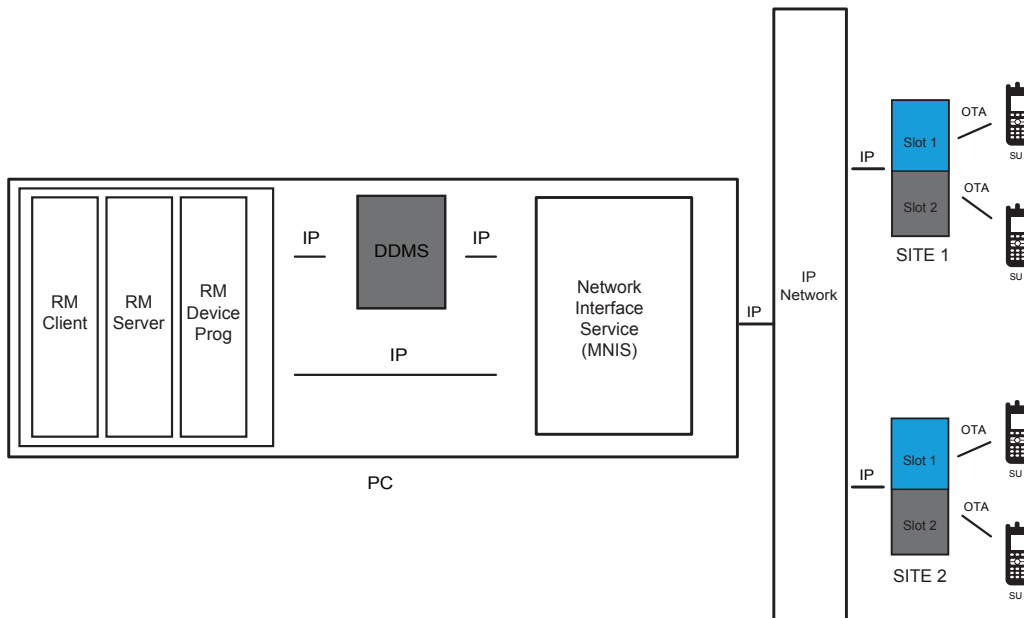 RM
Client
RM
Server
RM
Device
Prog
IP
DDMS
IP
IP
Network
Interface
Service
(MNIS)
PC
IP
IP
Network
IP
Slot 1
Slot 2
SITE 1
OTA
SU
OTA
SU
IP
Slot 1
Slot 2
SITE 2
OTA
SU
OTA
SU